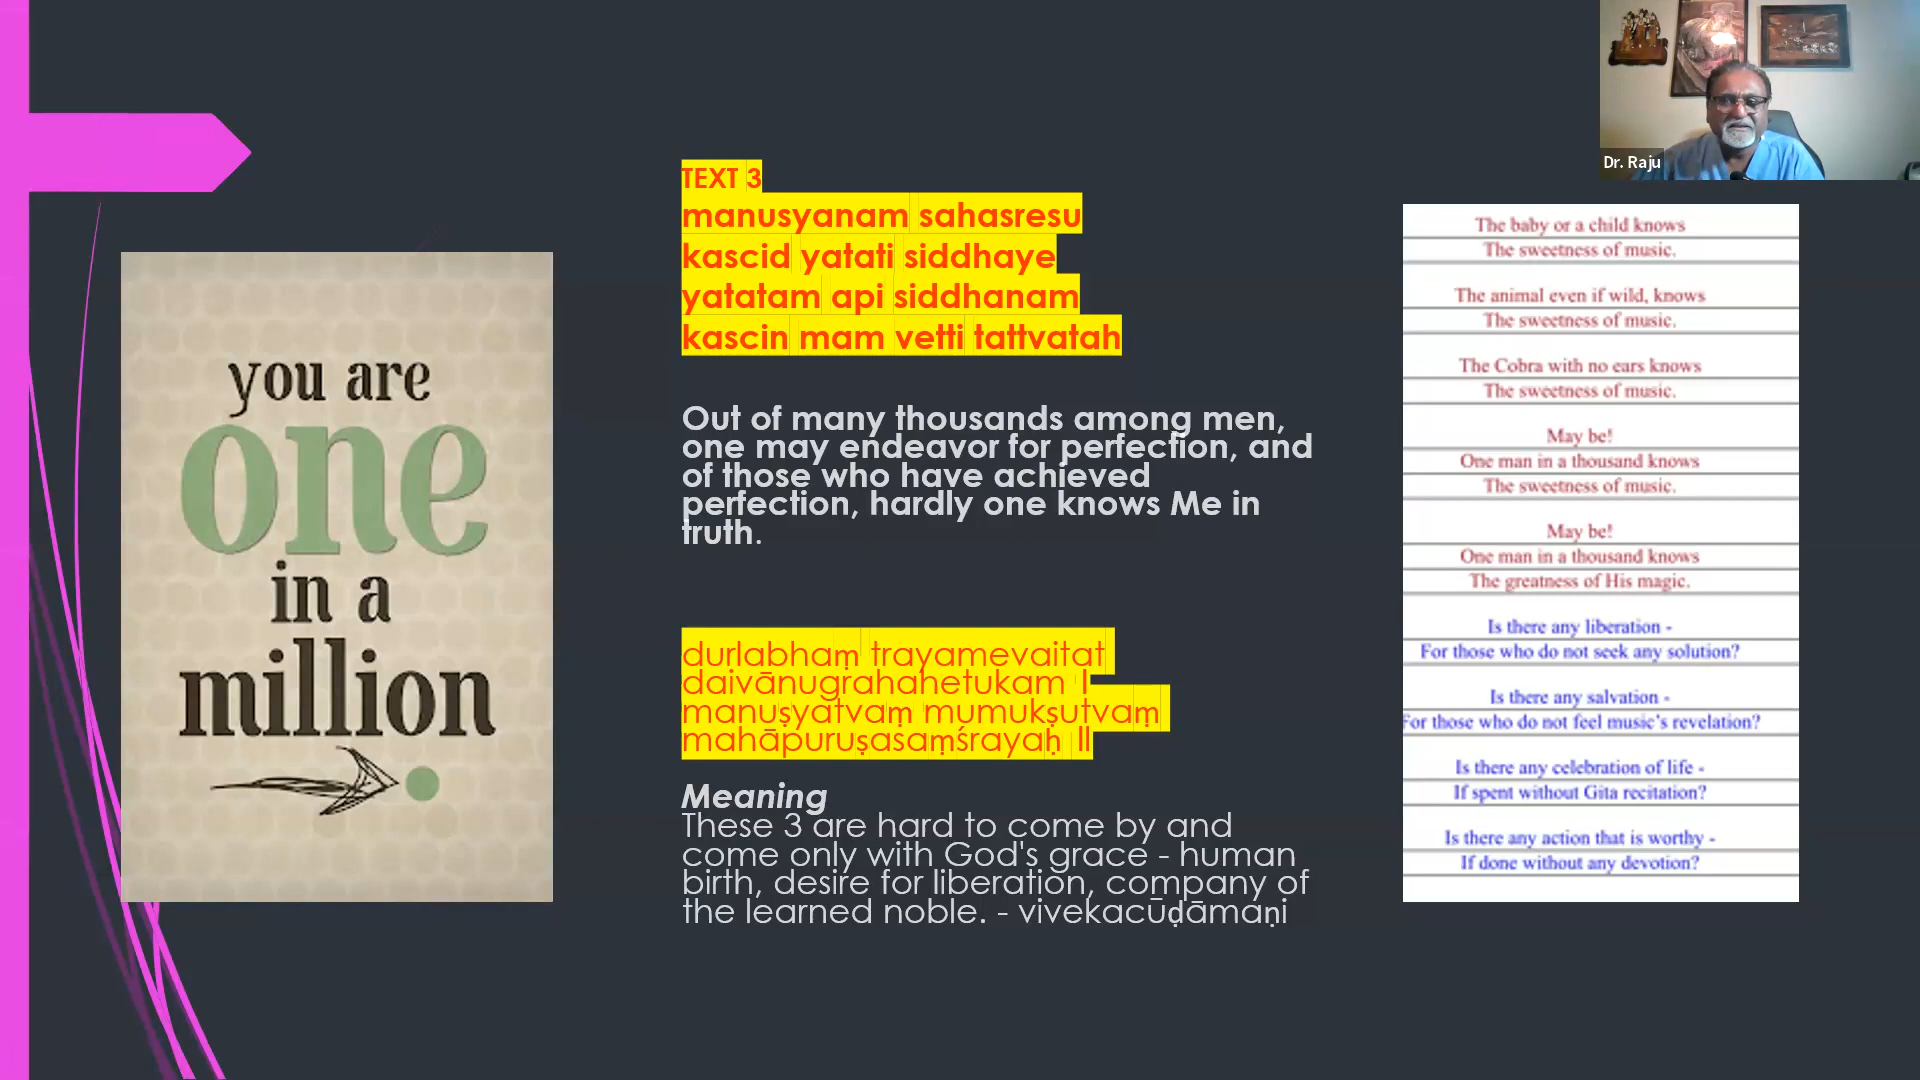 Dr. Raju
you are
one
in a
million
TEXT 3
manusyanam sahasresu
kascid yatati siddhaye
yatatam api siddhanam
kascin mam vetti tattvatah
Out of many thousands among men,
one may endeavor for perfection, and
of those who have achieved
perfection, hardly one knows Me in
truth.
durlabhaṃ trayamevaitat
daivānugrahahetukam |
manuṣyatvaṃ mumukṣutvaṃ
mahāpuruṣasaṃśrayaḥ ||
Meaning
These 3 are hard to come by and
come only with God's grace - human
birth, desire for liberation, company of
the learned noble. - vivekacūḍāmaṇi
The baby or a child knows
The sweetness of music.
The animal even if wild, knows
The sweetness of music.
The Cobra with no ears knows
The sweetness of music.
May be!
One man in a thousand knows
The sweetness of music.
May be!
One man in a thousand knows
The greatness of His magic.
Is there any liberation -
For those who do not seek any solution?
Is there any salvation -
For those who do not feel music's revelation?
Is there any celebration of life -
If spent without Gita recitation?
Is there any action that is worthy -
If done without any devotion?